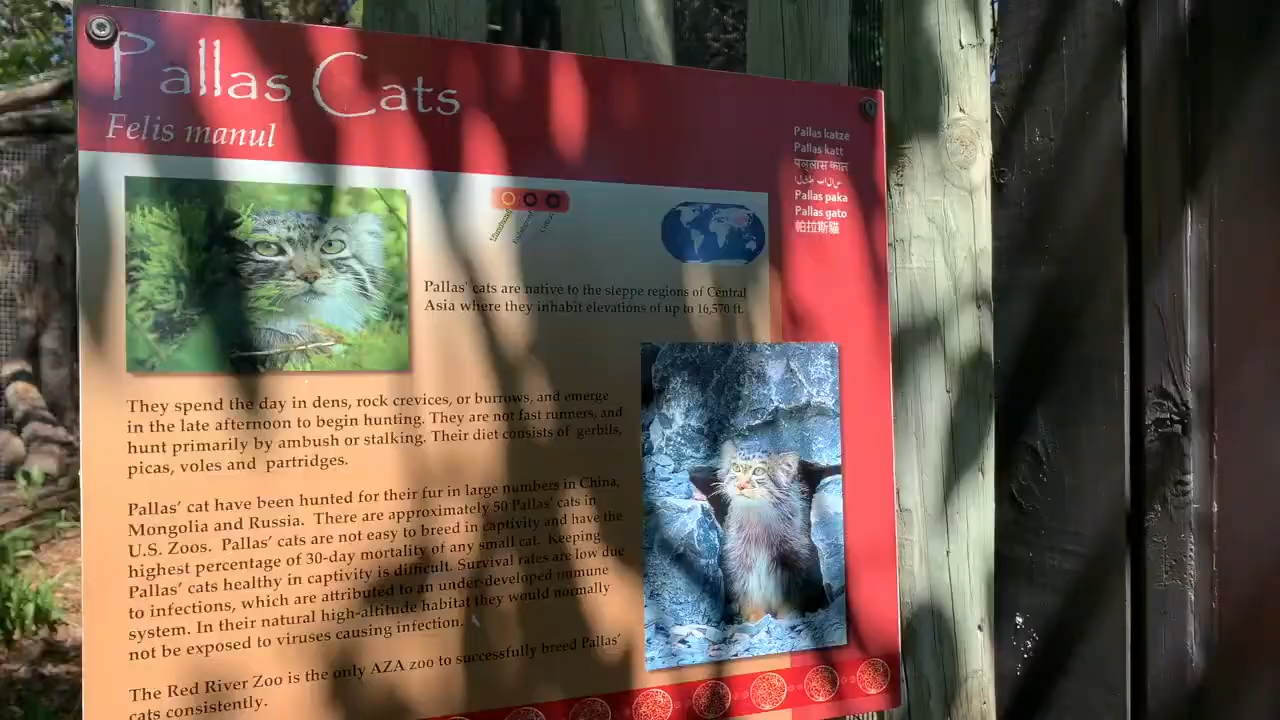 Pallas Cats
Felis manul
Pallas katze
Pallas katt
पल्लास कात
Pallas paka
Pallas gato
帕拉斯貓
Pallas' cats are native to the steppe regions of Central
Asia where they inhabit elevations of up to 16,570 ft.
They spend the day in dens, rock crevices, or burrows, and emerge
in the late afternoon to begin hunting. They are not fast runners, and
hunt primarily by ambush or stalking. Their diet consists of gerbils,
picas, voles and partridges.
Pallas' cat have been hunted for their fur in large numbers in China,
Mongolia and Russia. There are approximately 50 Pallas' cats in
U.S. Zoos. Pallas' cats are not easy to breed in captivity and have the
highest percentage of 30-day mortality of any small cat. Keeping
Pallas' cats healthy in captivity is difficult. Survival rates are low due
to infections, which are attributed to an under-developed immune
system. In their natural high-altitude habitat they would normally
not be exposed to viruses causing infection.
The Red River Zoo is the only AZA zoo to successfully breed Pallas'
cats consistently.